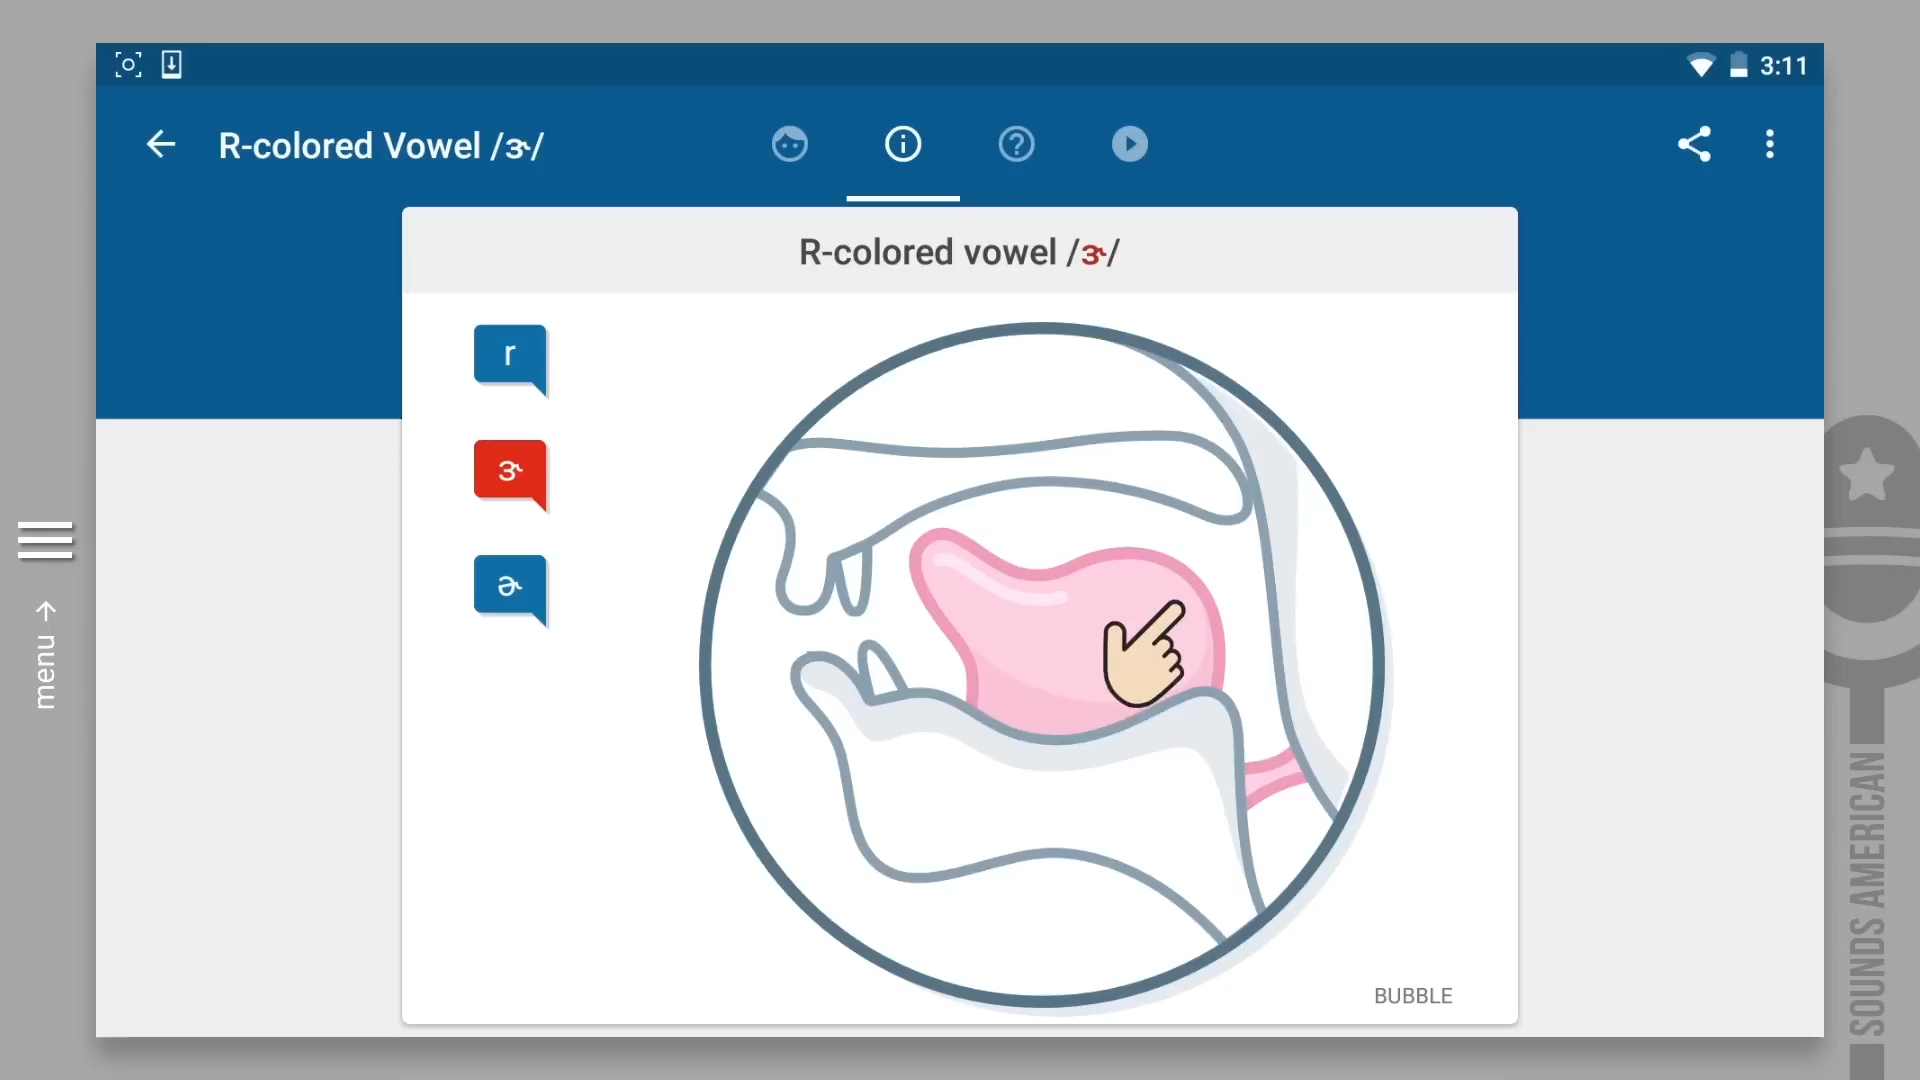 3:11
R-colored Vowel /ɝ/
R-colored vowel /ɝ/
r
ɝ
ɚ
menu →
BUBBLE
SOUNDS AMERICAN